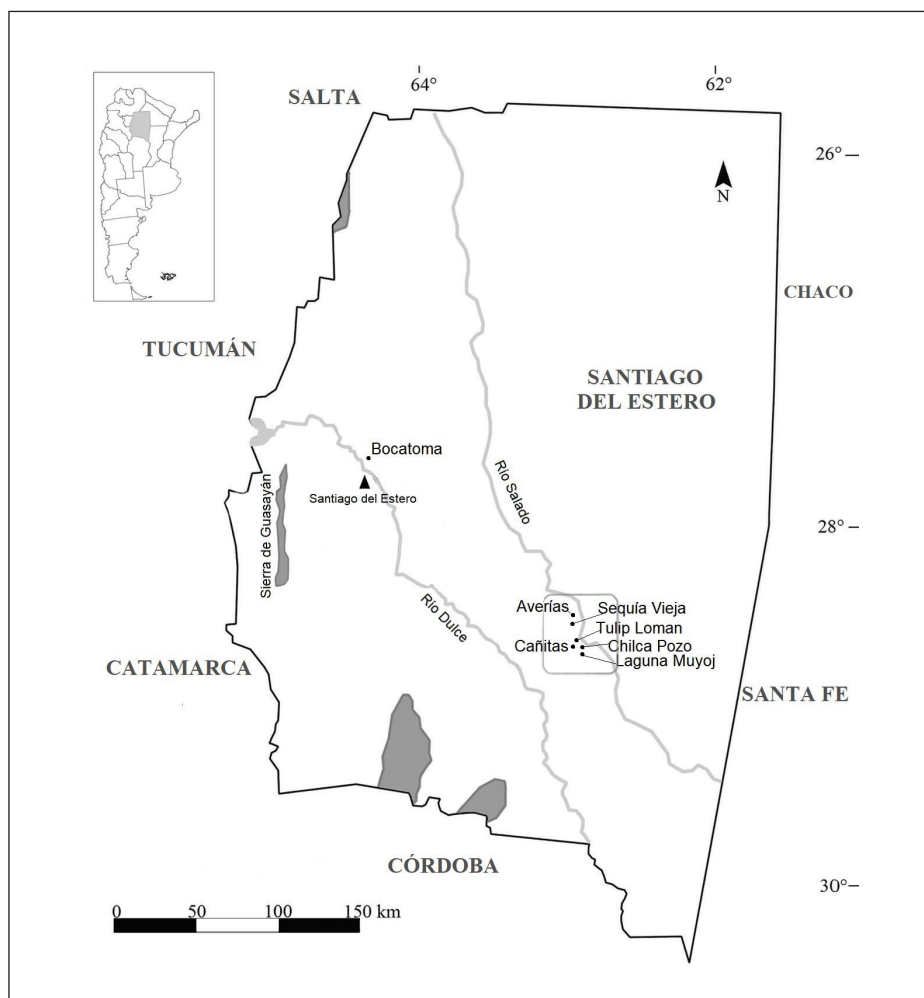 64°
62°
SALTA
26°
N
CHACO
TUCUMÁN
SANTIAGO
DEL ESTERO
Bocatoma
Río Salado
Santiago del Estero
Sierra de Guasayán
28°
Averías
Sequía Vieja
Río Dulce
Tulip Loman
Cañitas
Chilca Pozo
Laguna Muyoj
CATAMARCA
SANTA FE
CÓRDOBA
30°
0 50 100 150 km